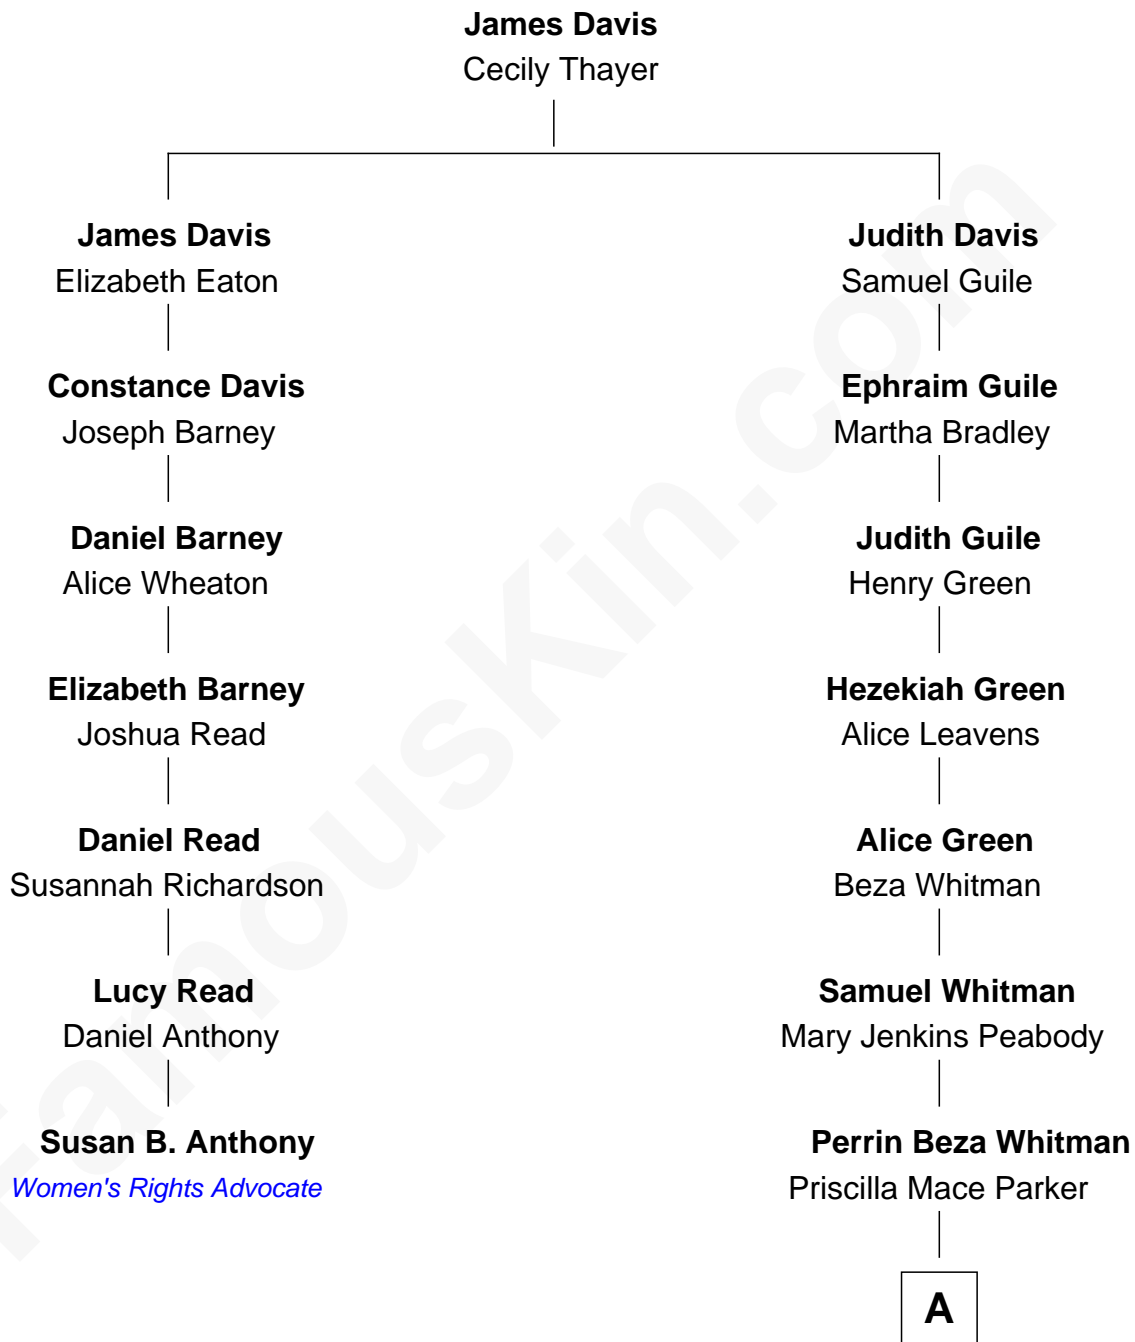 James Davis
Cecily Thayer
James Davis
Elizabeth Eaton
Judith Davis
Samuel Guile
Constance Davis
Joseph Barney
Ephraim Guile
Martha Bradley
Daniel Barney
Alice Wheaton
Judith Guile
Henry Green
Elizabeth Barney
Joshua Read
Hezekiah Green
Alice Leavens
Daniel Read
Susannah Richardson
Alice Green
Beza Whitman
Lucy Read
Daniel Anthony
Samuel Whitman
Mary Jenkins Peabody
Susan B. Anthony
Women's Rights Advocate
Perrin Beza Whitman
Priscilla Mace Parker
A
FamousKin.com